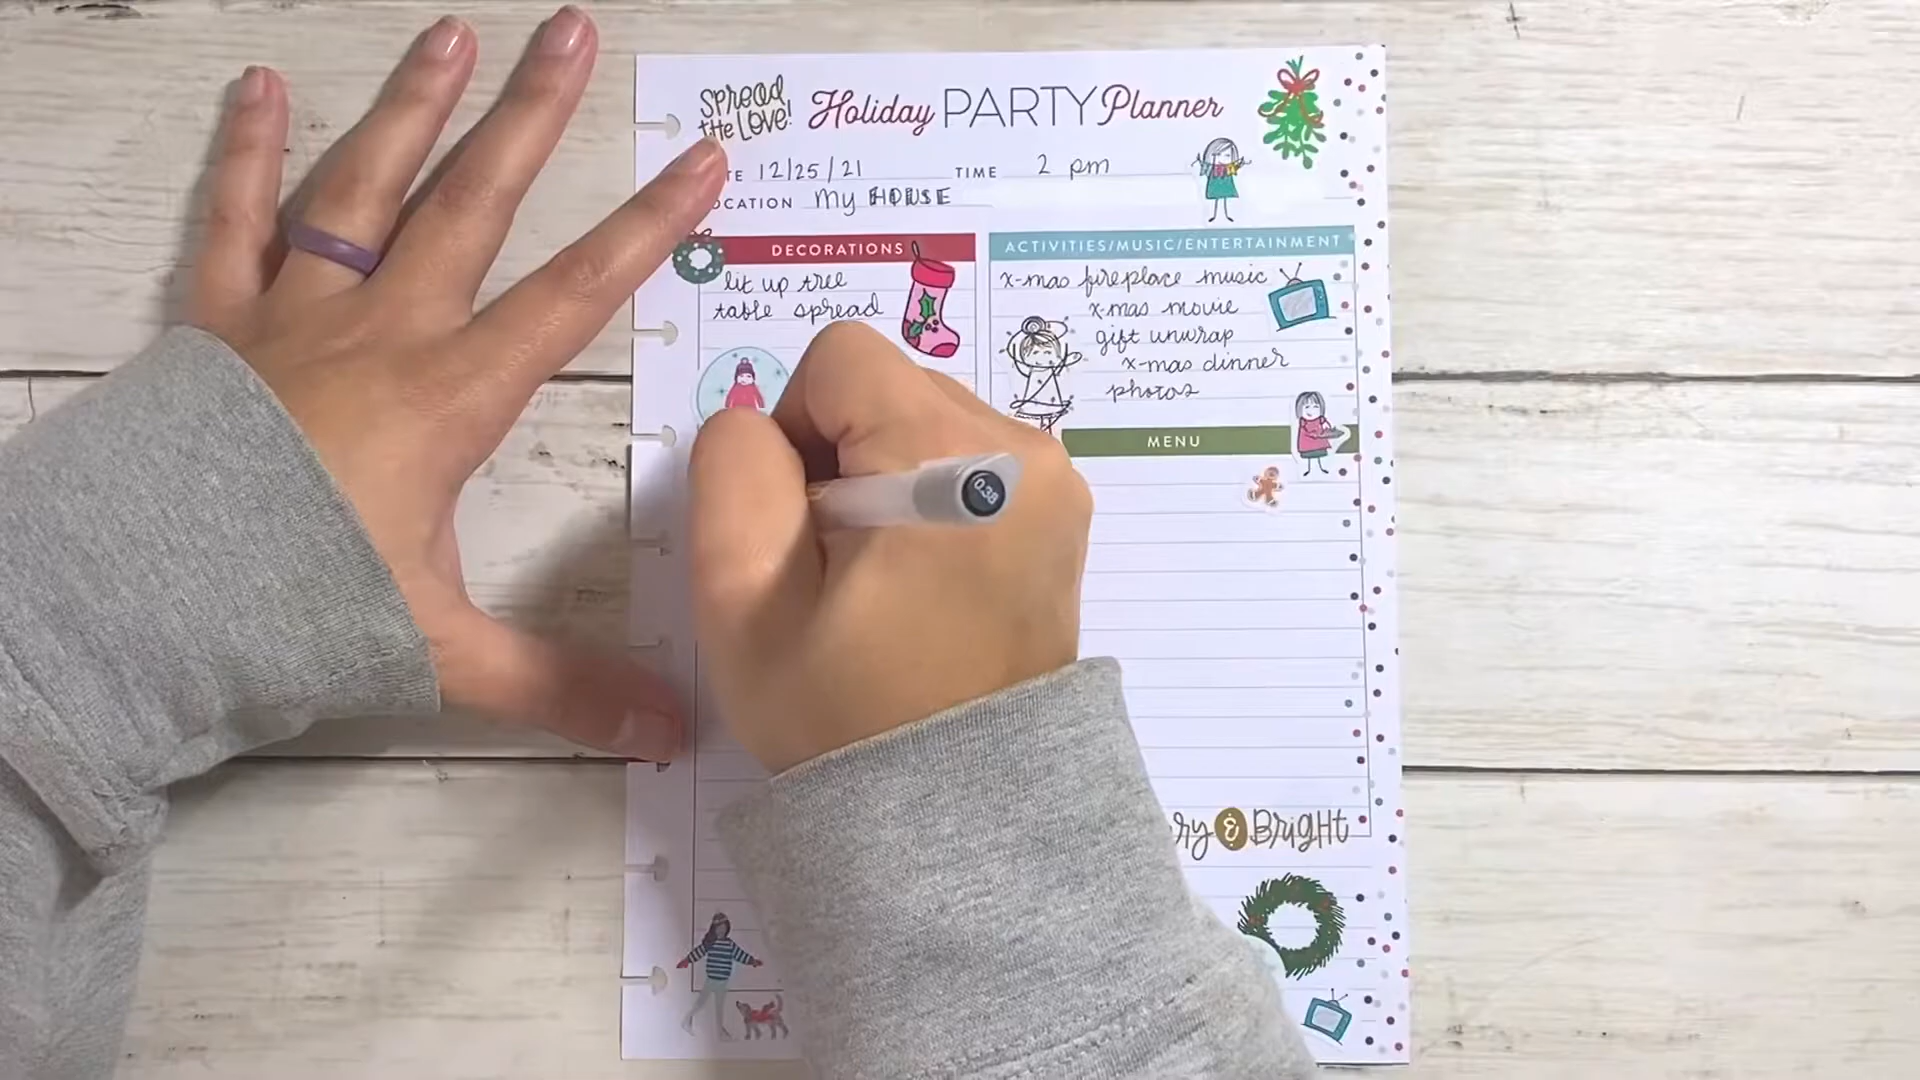 Spread the Love! Holiday PARTY Planner
TE 12/25/21 TIME 2 pm
OCATION My HOUSE
DECORATIONS
lit up tree
table spread
ACTIVITIES/MUSIC/ENTERTAINMENT
x-mas fireplace music
x-mas movie
gift unwrap
x-mas dinner
photos
MENU
0.38
ry & BRIGHT